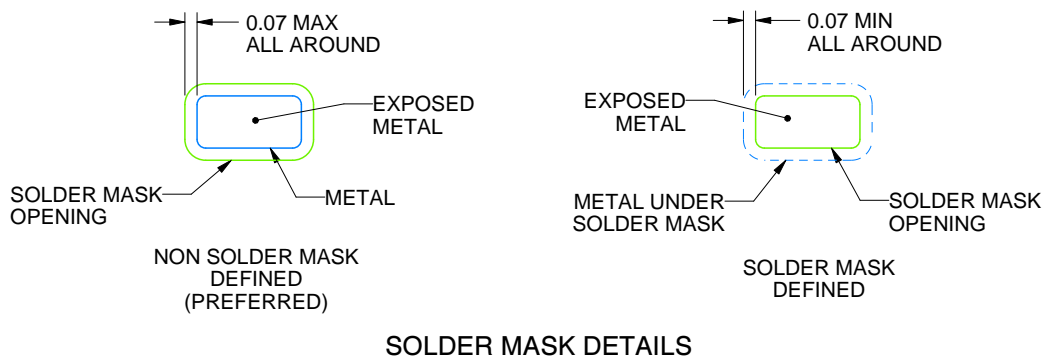 0.07 MAX
ALL AROUND
EXPOSED
METAL
SOLDER MASK
OPENING
METAL
NON SOLDER MASK
DEFINED
(PREFERRED)
0.07 MIN
ALL AROUND
EXPOSED
METAL
METAL UNDER
SOLDER MASK
SOLDER MASK
OPENING
SOLDER MASK
DEFINED
SOLDER MASK DETAILS